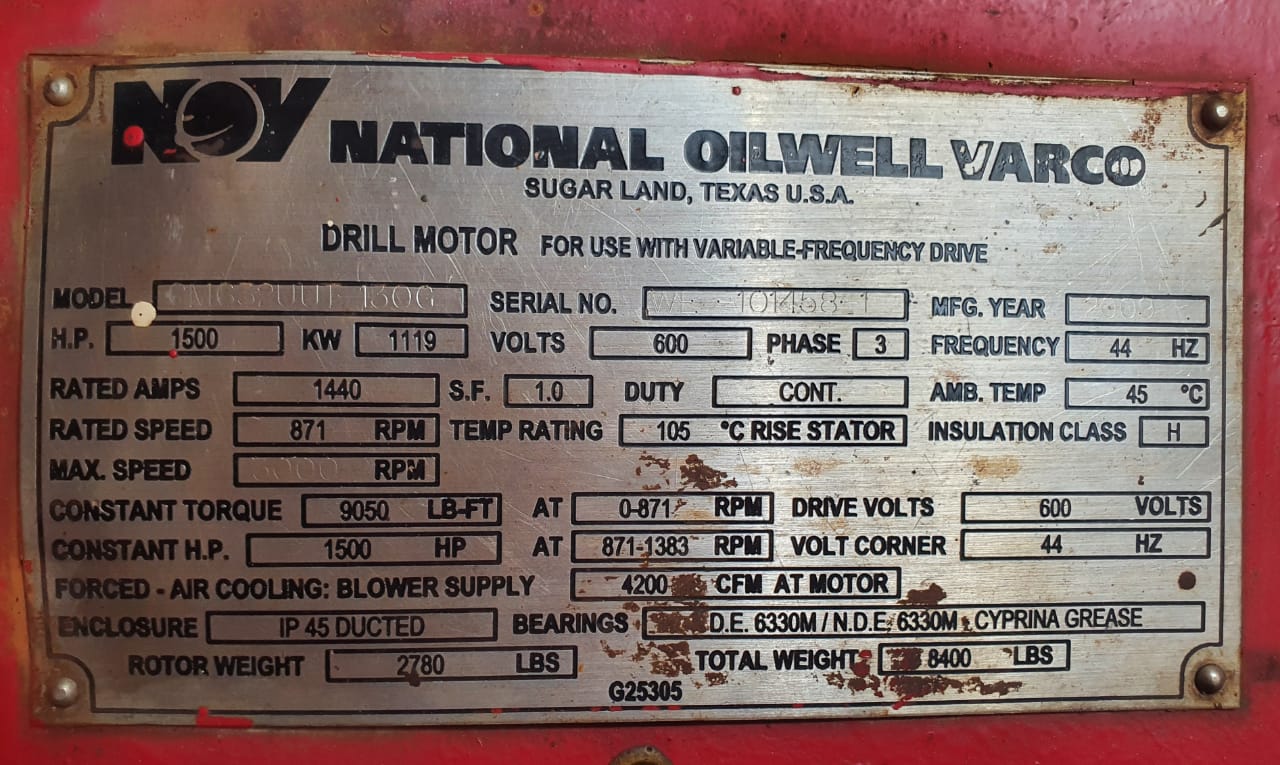 NOV NATIONAL OILWELL VARCO
SUGAR LAND, TEXAS U.S.A.
DRILL MOTOR FOR USE WITH VARIABLE-FREQUENCY DRIVE
MODEL SERIAL NO. MFG. YEAR
H.P. 1500 KW 1119 VOLTS 600 PHASE 3 FREQUENCY 44 HZ
RATED AMPS 1440 S.F. 1.0 DUTY CONT. AMB. TEMP 45 °C
RATED SPEED 871 RPM TEMP RATING 105 °C RISE STATOR INSULATION CLASS H
MAX. SPEED RPM
CONSTANT TORQUE 9050 LB-FT AT 0-871 RPM DRIVE VOLTS 600 VOLTS
CONSTANT H.P. 1500 HP AT 871-1383 RPM VOLT CORNER 44 HZ
FORCED - AIR COOLING: BLOWER SUPPLY 4200 CFM AT MOTOR
ENCLOSURE IP 45 DUCTED BEARINGS D.E. 6330M / N.D.E. 6330M, CYPRINA GREASE
ROTOR WEIGHT 2780 LBS TOTAL WEIGHT 8400 LBS
G25305